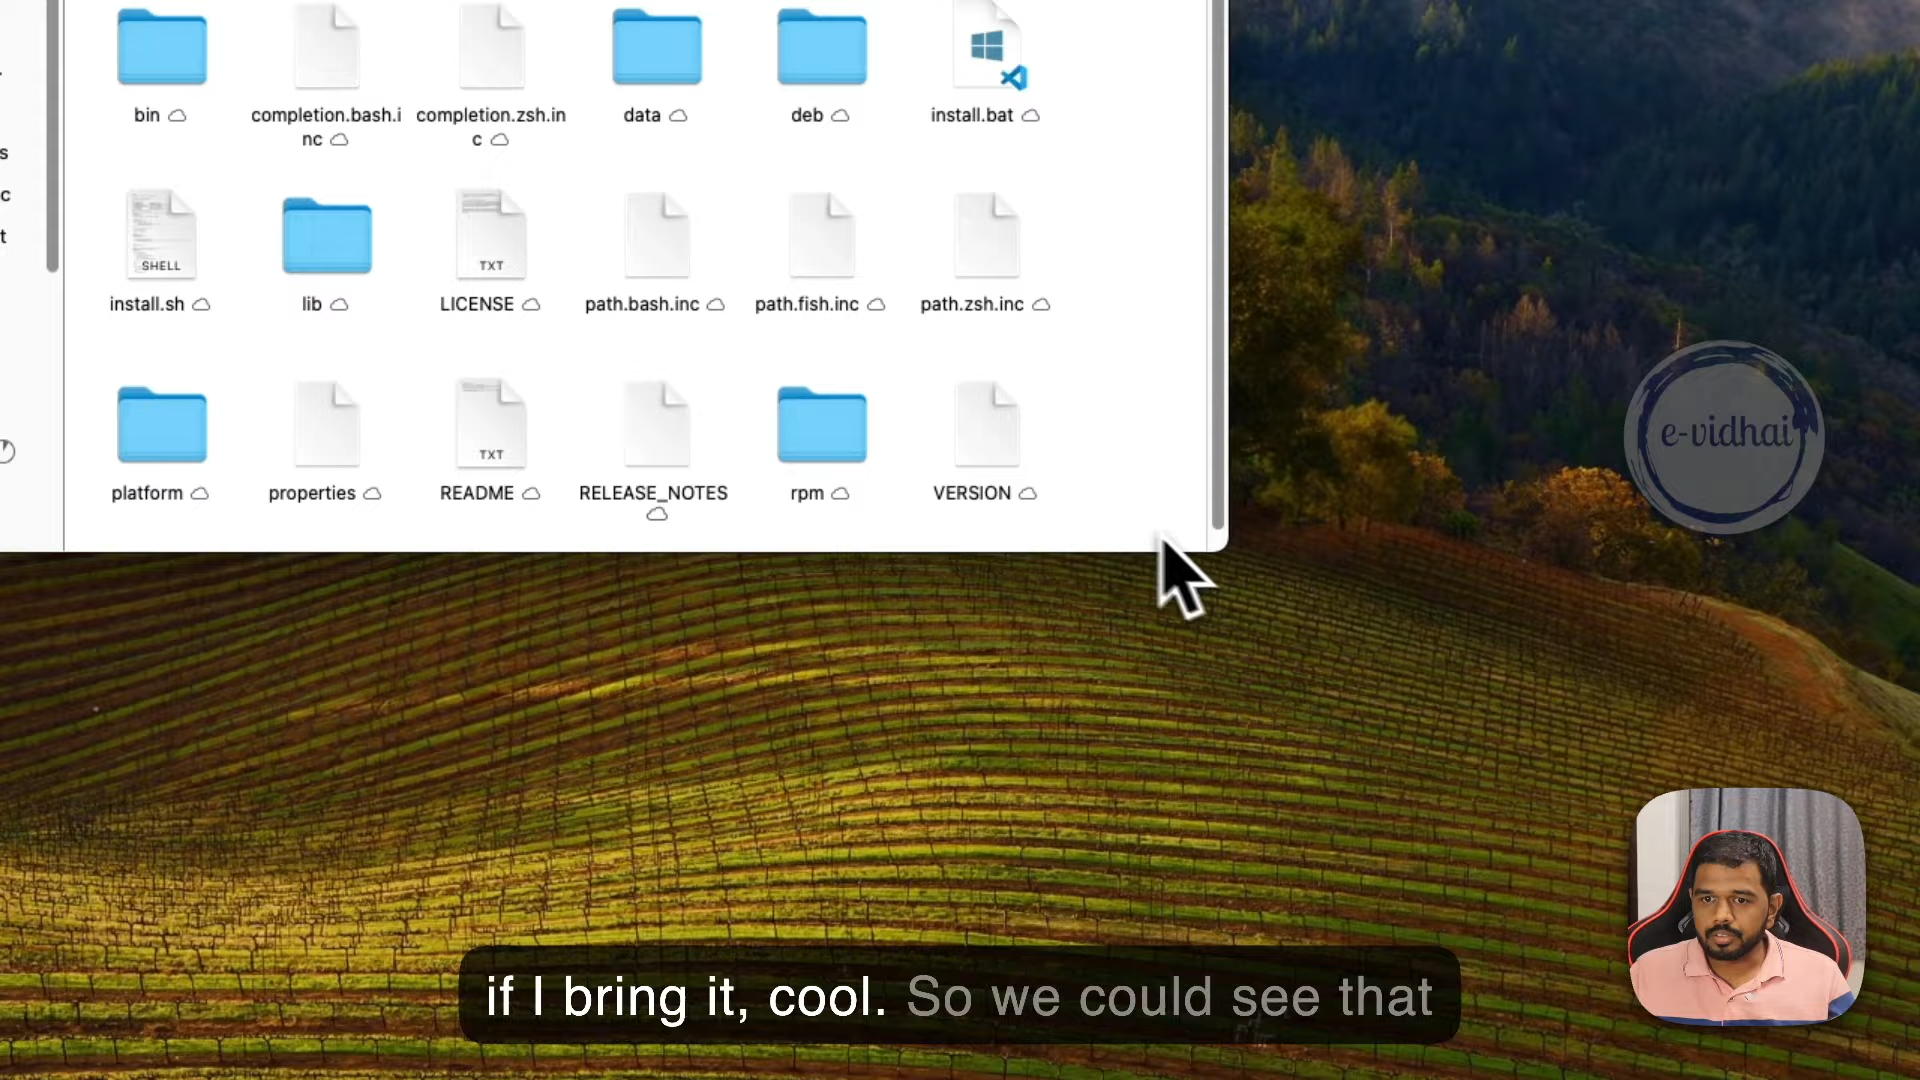 bin
completion.bash.i
nc
completion.zsh.in
c
data
deb
install.bat
s
c
t
SHELL
install.sh
lib
TXT
LICENSE
path.bash.inc
path.fish.inc
path.zsh.inc
platform
properties
TXT
README
RELEASE_NOTES
rpm
VERSION
e-vidhai
if I bring it, cool. So we could see that